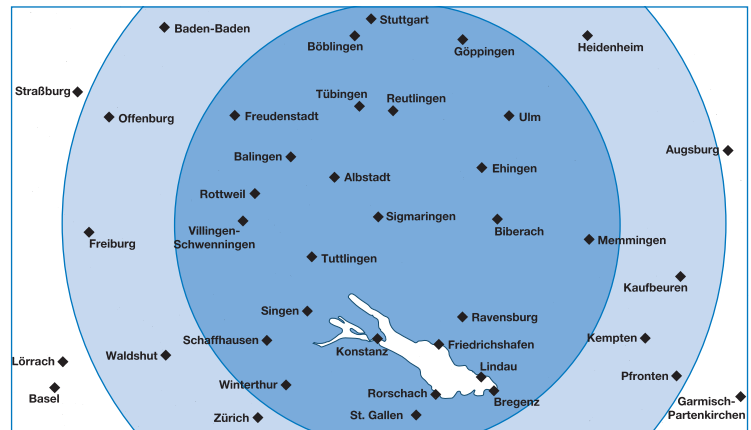 Stuttgart
Baden-Baden
Böblingen
Göppingen
Heidenheim
Straßburg
Tübingen
Reutlingen
Offenburg
Freudenstadt
Ulm
Augsburg
Balingen
Ehingen
Albstadt
Rottweil
Sigmaringen
Villingen-
Schwenningen
Biberach
Freiburg
Memmingen
Tuttlingen
Kaufbeuren
Singen
Ravensburg
Schaffhausen
Kempten
Friedrichshafen
Konstanz
Waldshut
Lörrach
Lindau
Pfronten
Winterthur
Basel
Rorschach
Bregenz
Garmisch-
Partenkirchen
Zürich
St. Gallen